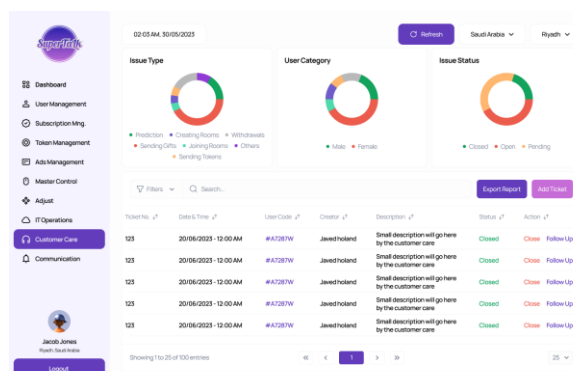 SuperTalk
Dashboard
User Management
Subscription Mng.
Token Management
Ads Management
Master Control
Adjust
IT Operations
Customer Care
Communication
Jacob Jones
Riyadh, Saudi Arabia
Logout
02:03 AM, 30/05/2023
Refresh
Saudi Arabia
Riyadh
Issue Type
Prediction Creating Rooms Withdrawals
Sending Gifts Joining Rooms Others
Sending Tokens
User Category
Male Female
Issue Status
Closed Open Pending
Filters
Search...
Export Report
Add Ticket
Ticket No. Date & Time User Code Creator Description Status Action
123 20/06/2023 - 12:00 AM #A7287W Javed holand Small description will go here by the customer care Closed Close Follow Up
123 20/06/2023 - 12:00 AM #A7287W Javed holand Small description will go here by the customer care Closed Close Follow Up
123 20/06/2023 - 12:00 AM #A7287W Javed holand Small description will go here by the customer care Closed Close Follow Up
123 20/06/2023 - 12:00 AM #A7287W Javed holand Small description will go here by the customer care Closed Close Follow Up
123 20/06/2023 - 12:00 AM #A7287W Javed holand Small description will go here by the customer care Closed Close Follow Up
Showing 1 to 25 of 100 entries
1
25